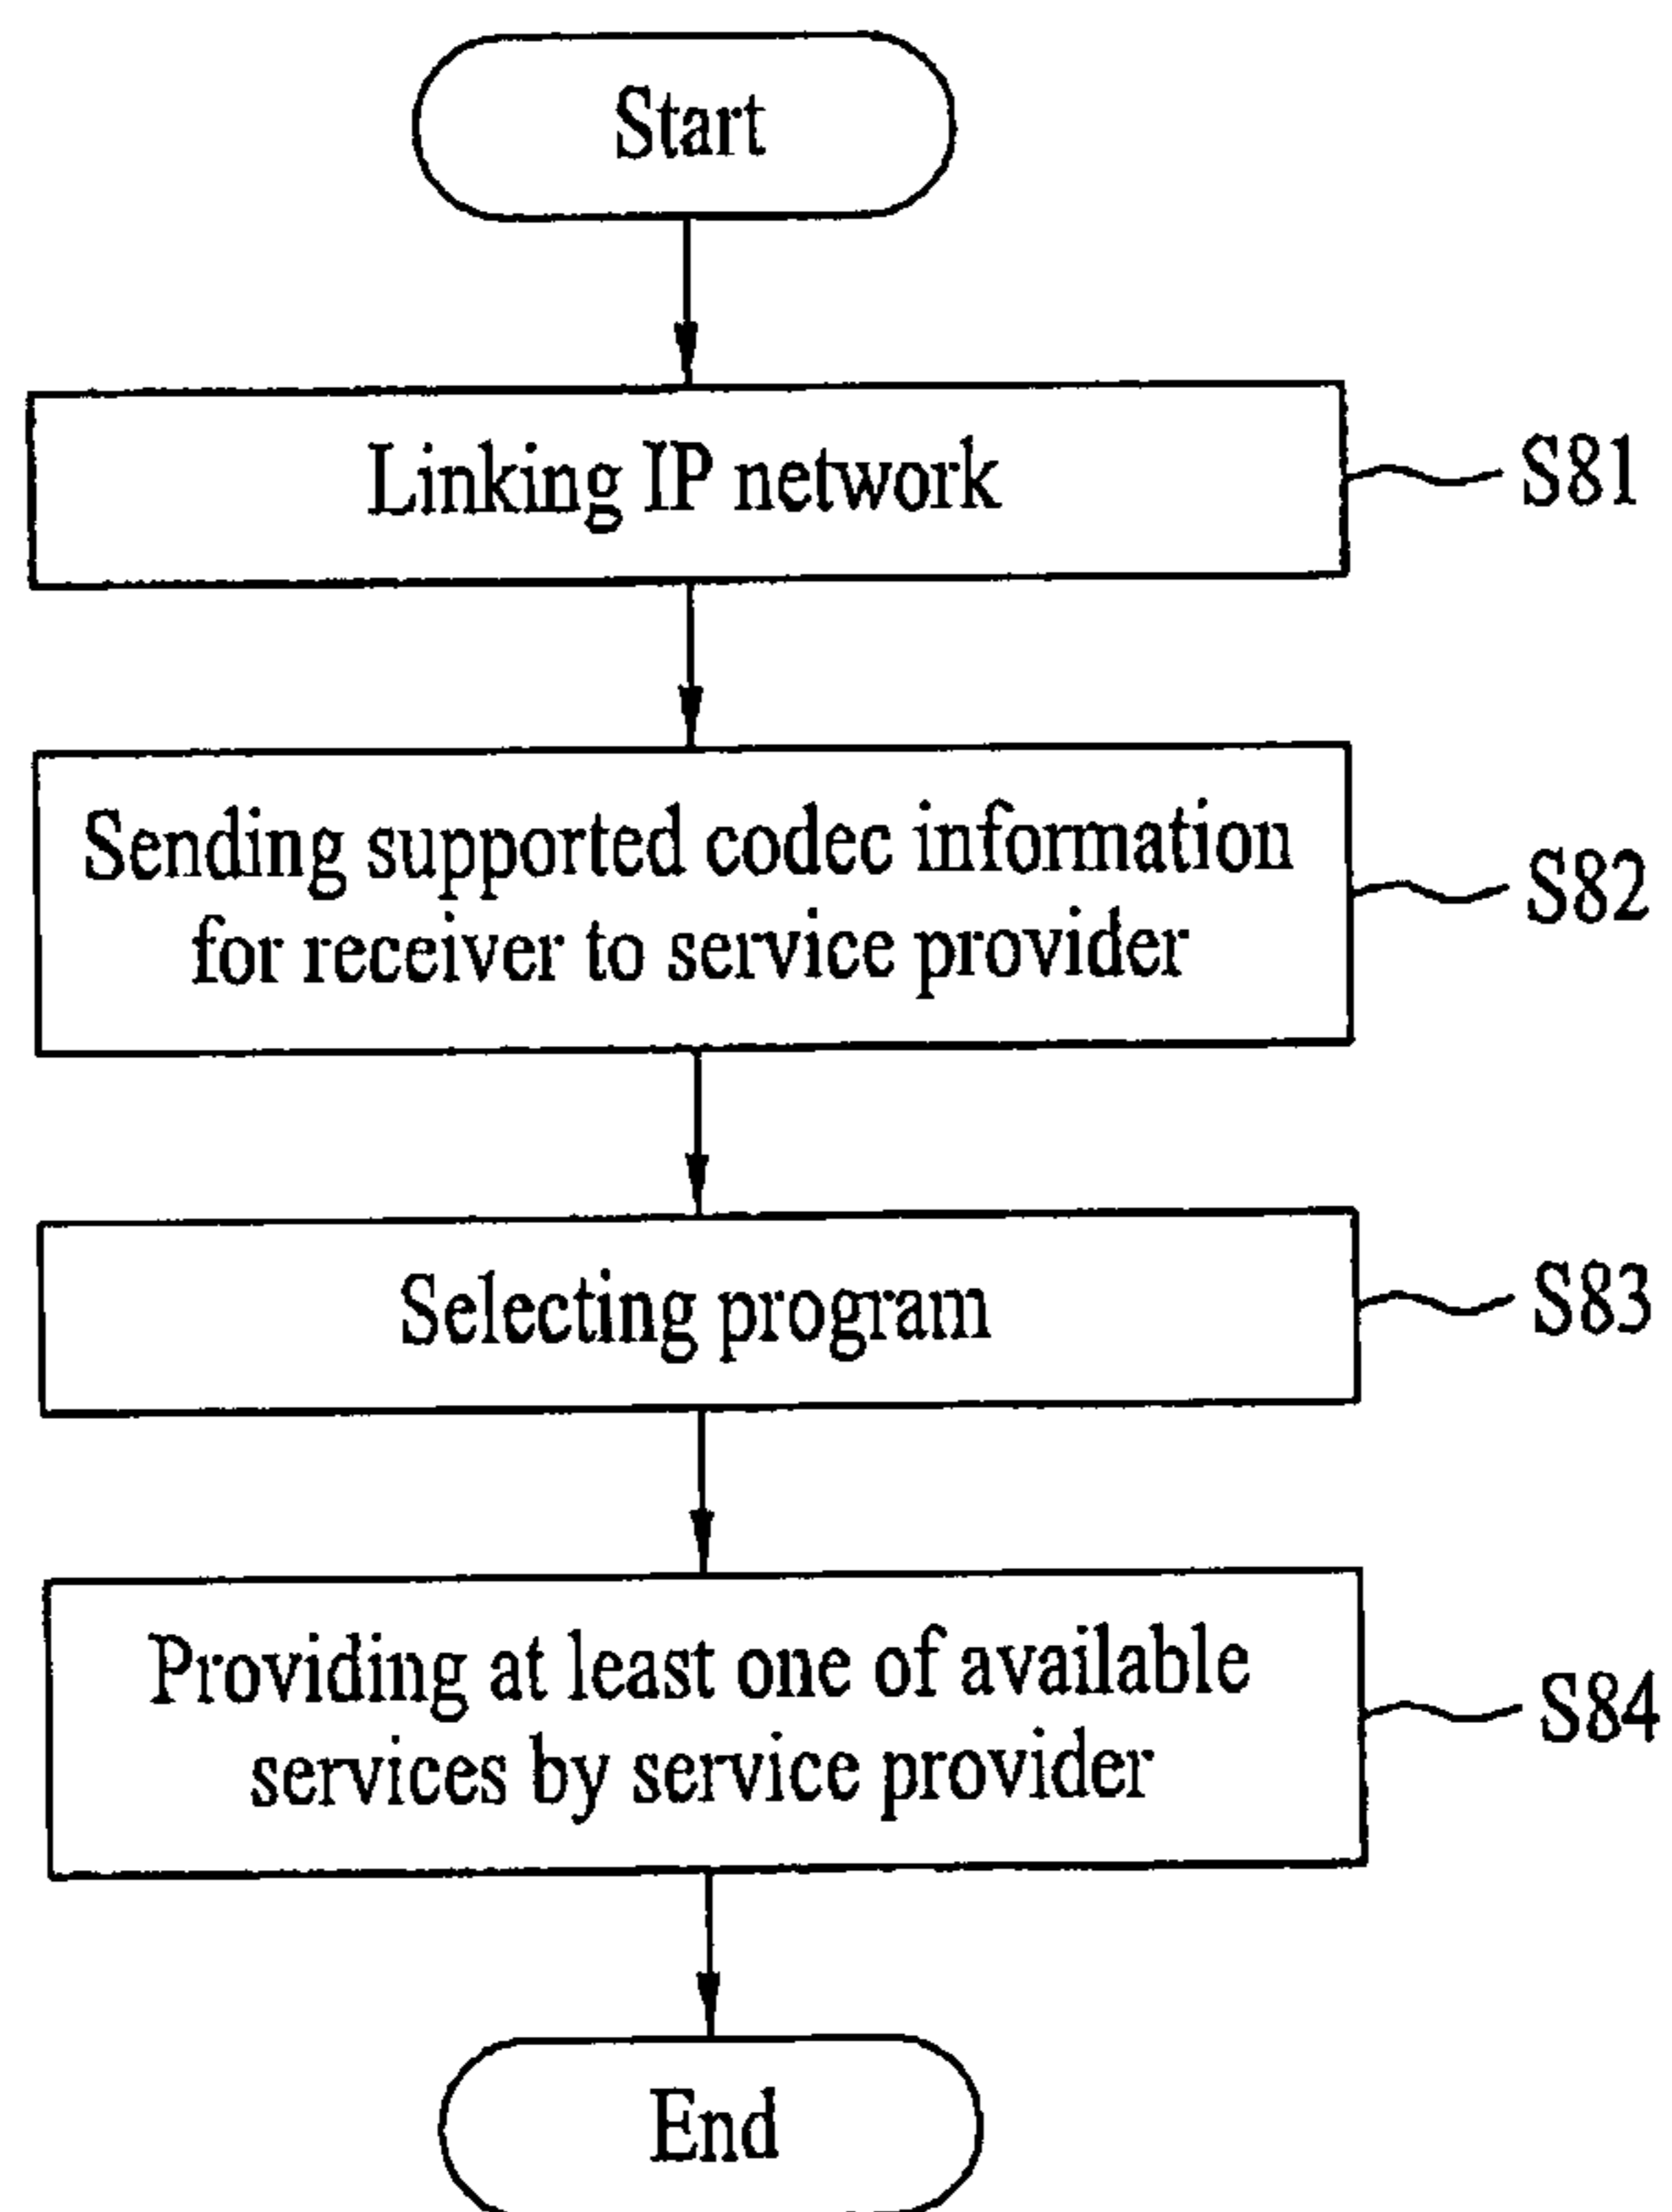 Start
Linking IP network
S81
Sending supported codec information
for receiver to service provider
S82
Selecting program
S83
Providing at least one of available
services by service provider
S84
End